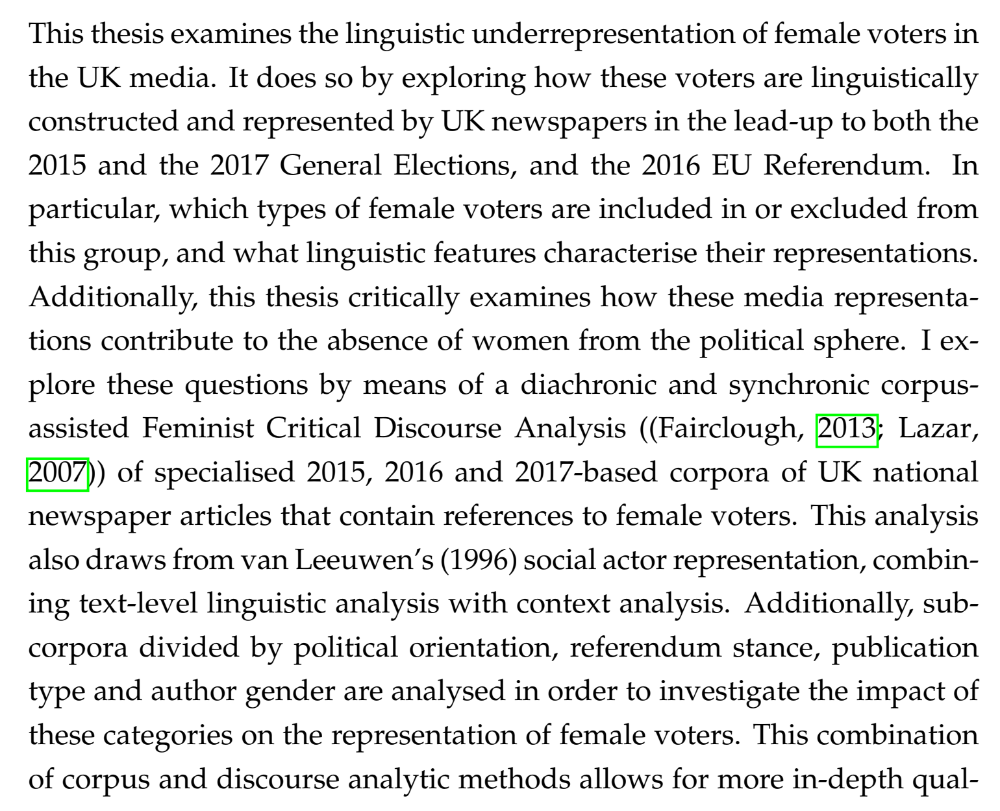 This thesis examines the linguistic underrepresentation of female voters in
the UK media. It does so by exploring how these voters are linguistically
constructed and represented by UK newspapers in the lead-up to both the
2015 and the 2017 General Elections, and the 2016 EU Referendum. In
particular, which types of female voters are included in or excluded from
this group, and what linguistic features characterise their representations.
Additionally, this thesis critically examines how these media representa-
tions contribute to the absence of women from the political sphere. I ex-
plore these questions by means of a diachronic and synchronic corpus-
assisted Feminist Critical Discourse Analysis ((Fairclough, 2013; Lazar,
2007)) of specialised 2015, 2016 and 2017-based corpora of UK national
newspaper articles that contain references to female voters. This analysis
also draws from van Leeuwen’s (1996) social actor representation, combin-
ing text-level linguistic analysis with context analysis. Additionally, sub-
corpora divided by political orientation, referendum stance, publication
type and author gender are analysed in order to investigate the impact of
these categories on the representation of female voters. This combination
of corpus and discourse analytic methods allows for more in-depth qual-